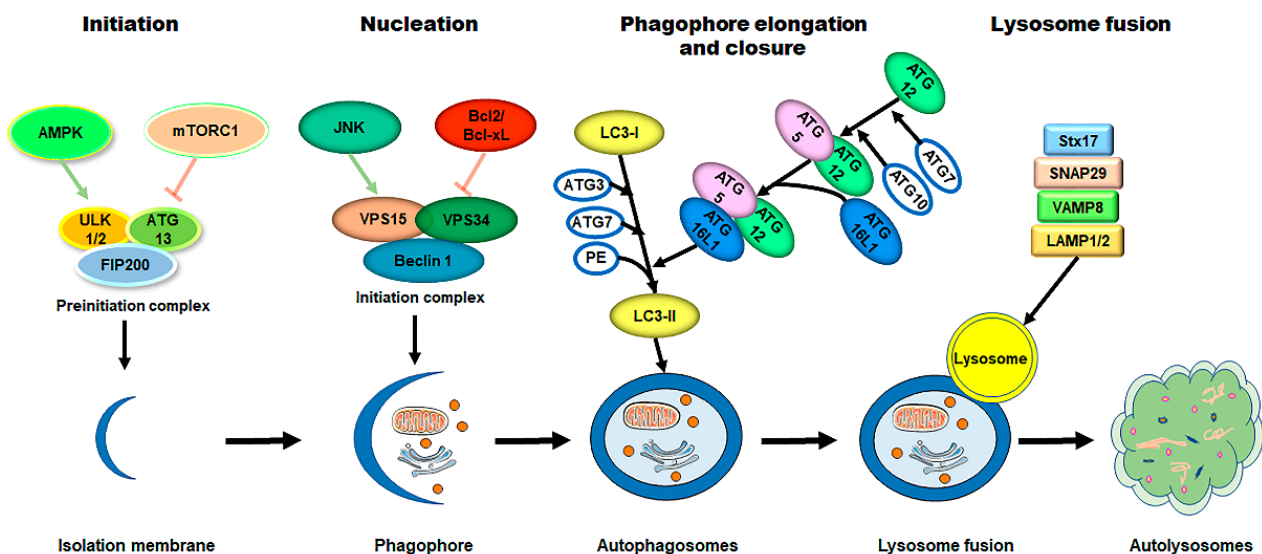 Initiation
Nucleation
Phagophore elongation
and closure
Lysosome fusion
AMPK
mTORC1
ULK
1/2
ATG
13
FIP200
Preinitiation complex
JNK
Bcl2/
Bcl-xL
VPS15
VPS34
Beclin 1
Initiation complex
LC3-I
ATG3
ATG7
PE
LC3-II
ATG
5
ATG
16L1
ATG
12
ATG
5
ATG
12
ATG
16L1
ATG
12
ATG10
ATG7
Stx17
SNAP29
VAMP8
LAMP1/2
Lysosome
Isolation membrane
Phagophore
Autophagosomes
Lysosome fusion
Autolysosomes